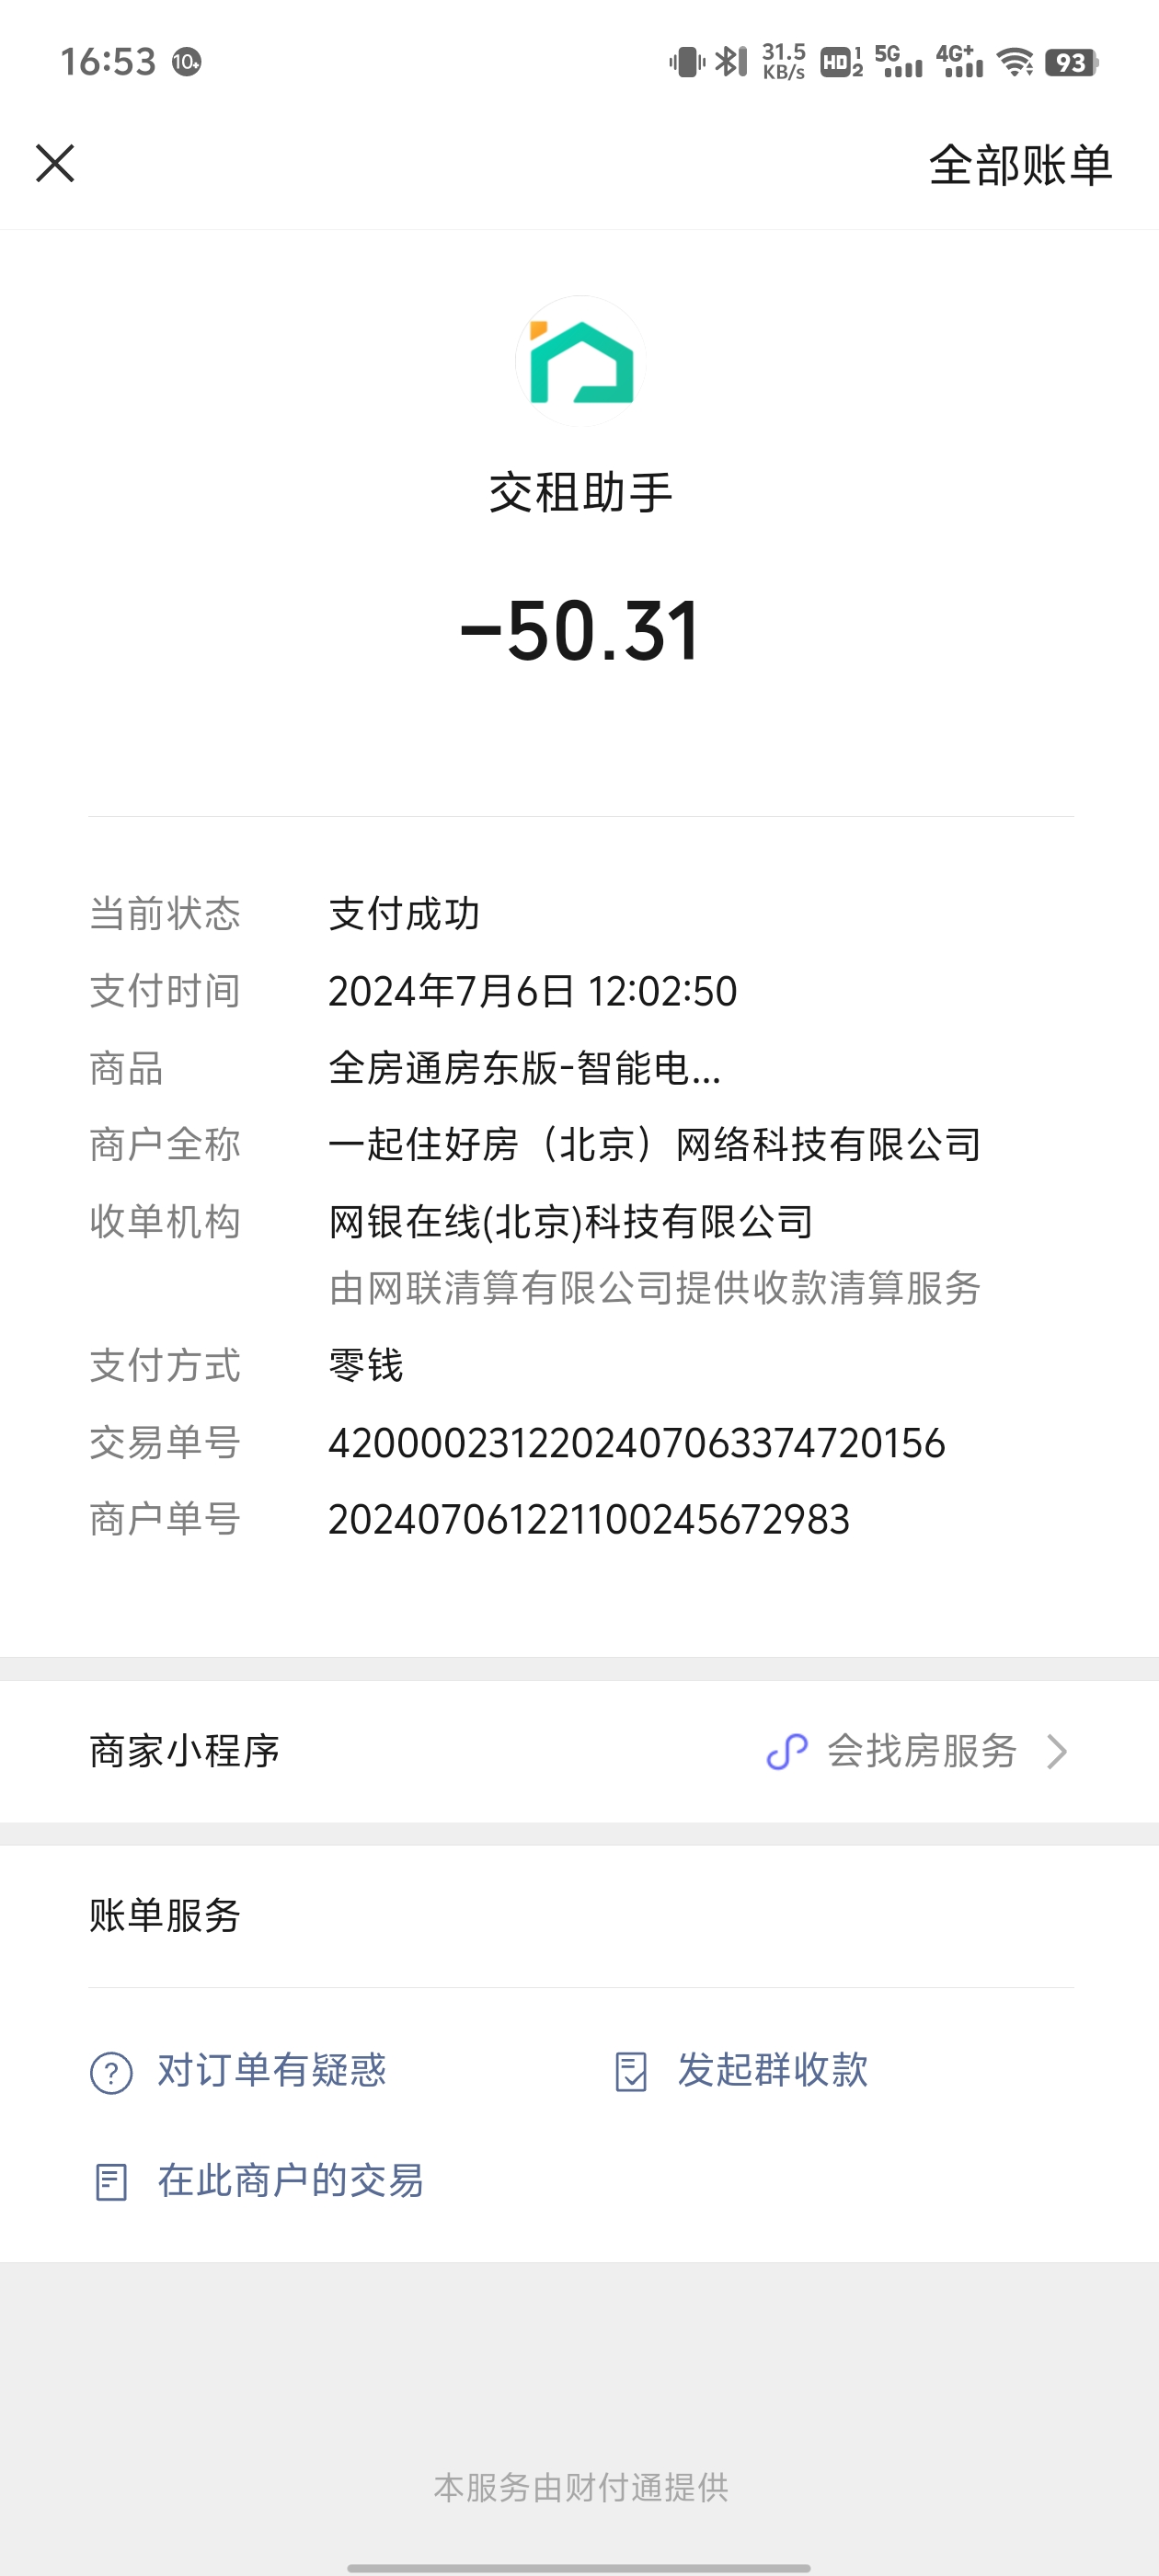 16:53 10+ 31.5 KB/s HD 1 2 5G 4G+ 93
全部账单
交租助手
-50.31
当前状态 支付成功
支付时间 2024年7月6日 12:02:50
商品 全房通房东版-智能电...
商户全称 一起住好房（北京）网络科技有限公司
收单机构 网银在线(北京)科技有限公司
由网联清算有限公司提供收款清算服务
支付方式 零钱
交易单号 4200002312202407063374720156
商户单号 202407061221100245672983
商家小程序 会找房服务
账单服务
对订单有疑惑 发起群收款
在此商户的交易
本服务由财付通提供